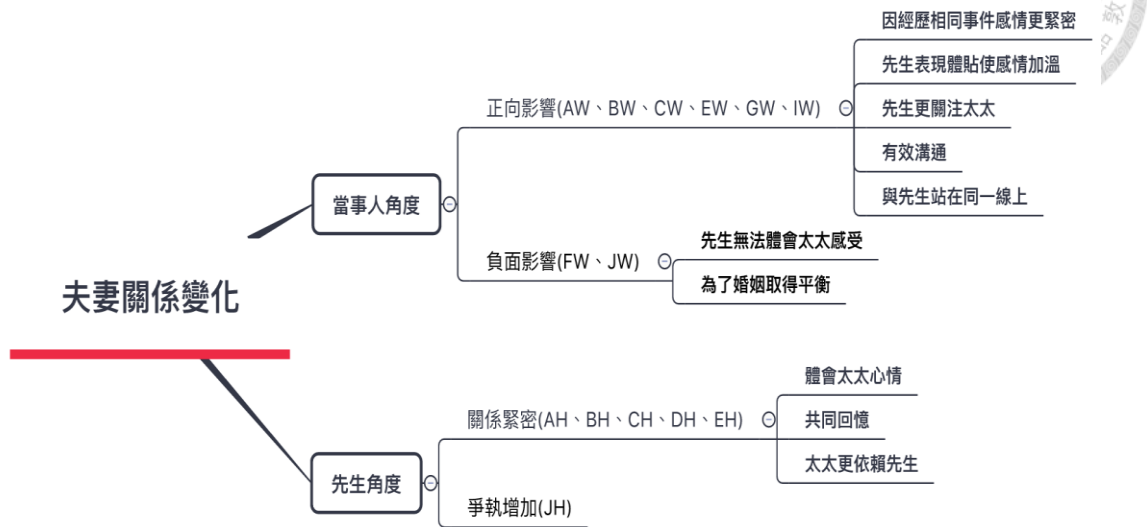 夫妻關係變化
當事人角度
正向影響(AW、BW、CW、EW、GW、IW)
因經歷相同事件感情更緊密
先生表現體貼使感情加溫
先生更關注太太
有效溝通
與先生站在同一線上
負面影響(FW、JW)
先生無法體會太太感受
為了婚姻取得平衡
先生角度
關係緊密(AH、BH、CH、DH、EH)
體會太太心情
共同回憶
太太更依賴先生
爭執增加(JH)